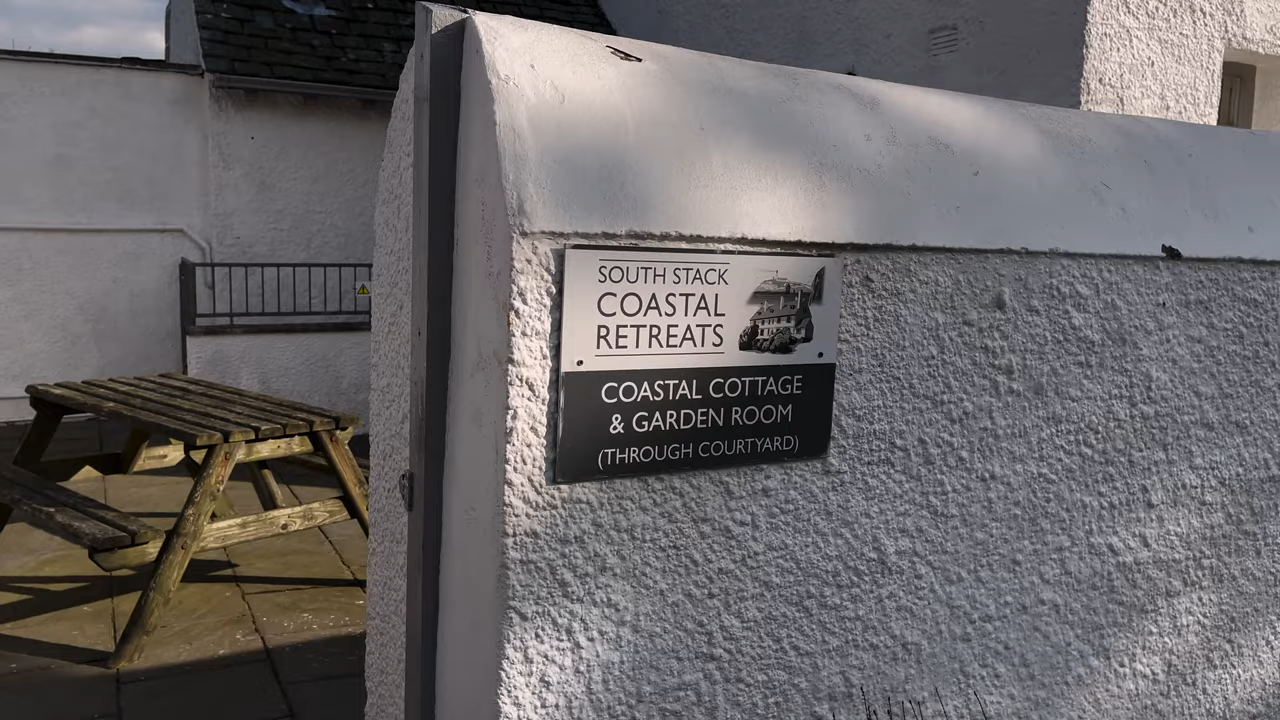 SOUTH STACK
COASTAL
RETREATS
COASTAL COTTAGE
& GARDEN ROOM
(THROUGH COURTYARD)